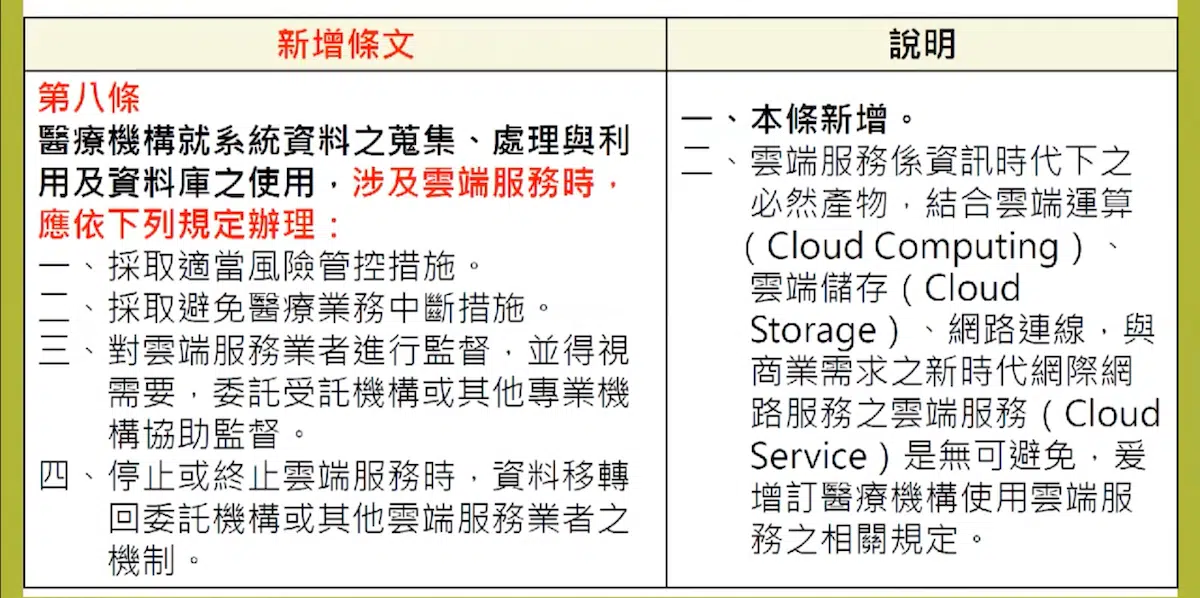 新增條文
說明
第八條
醫療機構就系統資料之蒐集、處理與利
用及資料庫之使用，涉及雲端服務時，
應依下列規定辦理：
一、採取適當風險管控措施。
二、採取避免醫療業務中斷措施。
三、對雲端服務業者進行監督，並得視
需要，委託受託機構或其他專業機
構協助監督。
四、停止或終止雲端服務時，資料移轉
回委託機構或其他雲端服務業者之
機制。
一、本條新增。
二、雲端服務係資訊時代下之
必然產物，結合雲端運算
（Cloud Computing）、
雲端儲存（Cloud
Storage）、網路連線，與
商業需求之新時代網際網
路服務之雲端服務（Cloud
Service）是無可避免，爰
增訂醫療機構使用雲端服
務之相關規定。